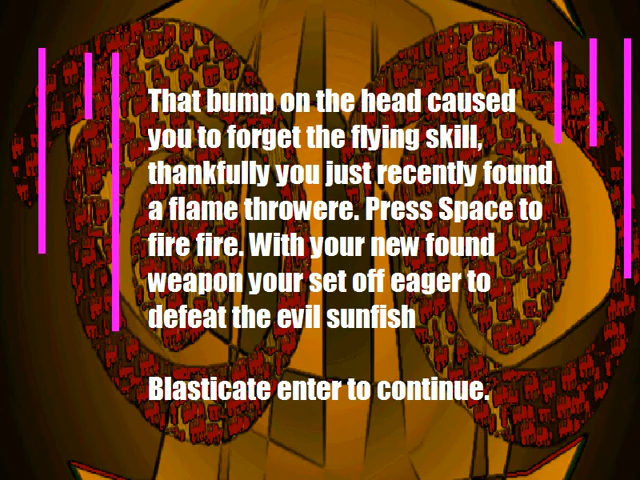 That bump on the head caused
you to forget the flying skill,
thankfully you just recently found
a flame throwere. Press Space to
fire fire. With your new found
weapon your set off eager to
defeat the evil sunfish
Blasticate enter to continue.